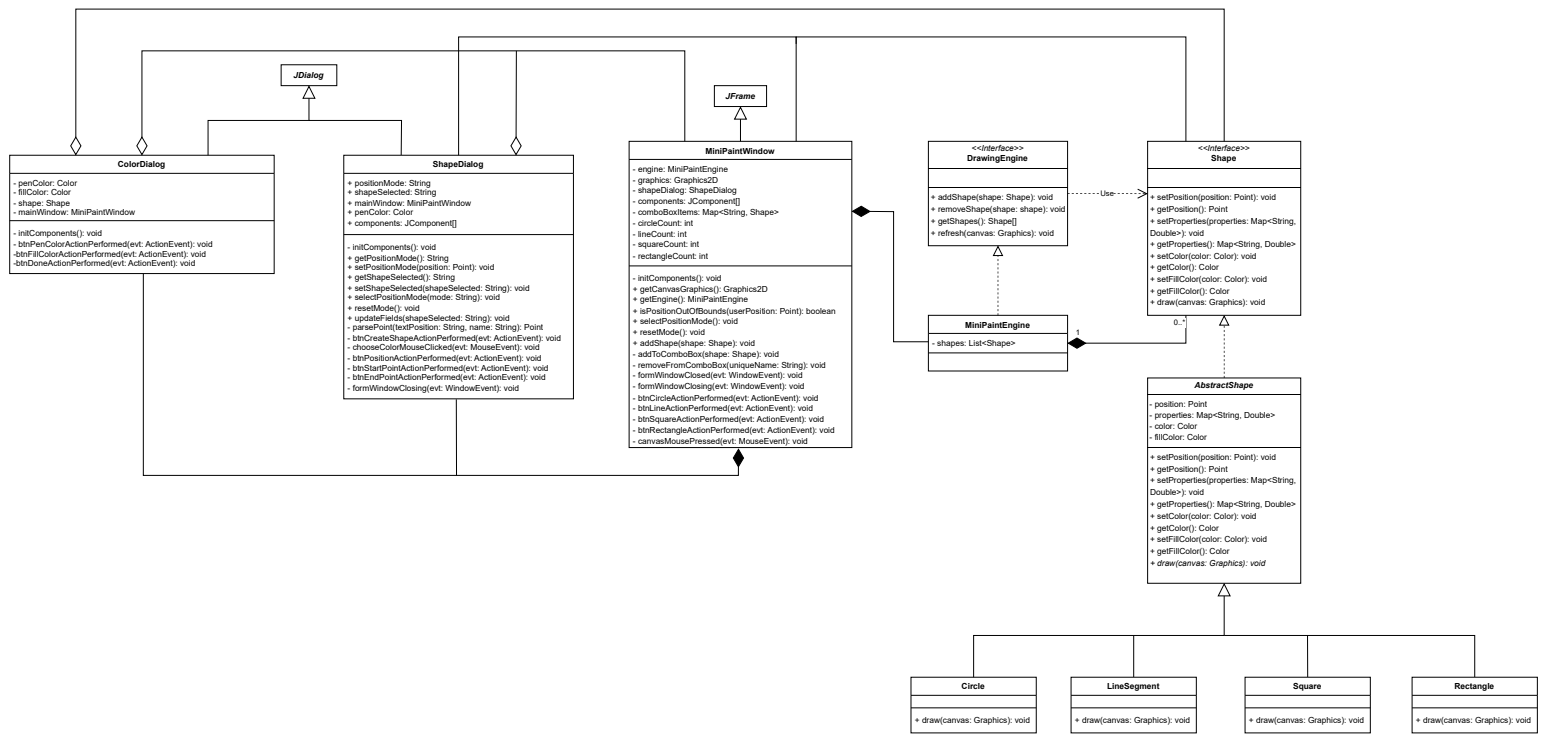 JDialog
JFrame
ColorDialog
- penColor: Color
- fillColor: Color
- shape: Shape
- mainWindow: MiniPaintWindow
- initComponents(): void
- btnPenColorActionPerformed(evt: ActionEvent): void
-btnFillColorActionPerformed(evt: ActionEvent): void
-btnDoneActionPerformed(evt: ActionEvent): void
ShapeDialog
+ positionMode: String
+ shapeSelected: String
+ mainWindow: MiniPaintWindow
+ penColor: Color
+ components: JComponent[]
- initComponents(): void
+ getPositionMode(): String
+ setPositionMode(position: Point): void
+ getShapeSelected(): String
+ setShapeSelected(shapeSelected: String): void
+ selectPositionMode(mode: String): void
+ resetMode(): void
+ updateFields(shapeSelected: String): void
- parsePoint(textPosition: String, name: String): Point
- btnCreateShapeActionPerformed(evt: ActionEvent): void
- chooseColorMouseClicked(evt: MouseEvent): void
- btnPositionActionPerformed(evt: ActionEvent): void
- btnStartPointActionPerformed(evt: ActionEvent): void
- btnEndPointActionPerformed(evt: ActionEvent): void
- formWindowClosing(evt: WindowEvent): void
MiniPaintWindow
- engine: MiniPaintEngine
- graphics: Graphics2D
- shapeDialog: ShapeDialog
- components: JComponent[]
- comboBoxItems: Map<String, Shape>
- circleCount: int
- lineCount: int
- squareCount: int
- rectangleCount: int
- initComponents(): void
+ getCanvasGraphics(): Graphics2D
+ getEngine(): MiniPaintEngine
+ isPositionOutOfBounds(userPosition: Point): boolean
+ selectPositionMode(): void
+ resetMode(): void
+ addShape(shape: Shape): void
- addToComboBox(shape: Shape): void
- removeFromComboBox(uniqueName: String): void
- formWindowClosed(evt: WindowEvent): void
- formWindowClosing(evt: WindowEvent): void
- btnCircleActionPerformed(evt: ActionEvent): void
- btnLineActionPerformed(evt: ActionEvent): void
- btnSquareActionPerformed(evt: ActionEvent): void
- btnRectangleActionPerformed(evt: ActionEvent): void
- canvasMousePressed(evt: MouseEvent): void
<<Interface>>
DrawingEngine
+ addShape(shape: Shape): void
+ removeShape(shape: shape): void
+ getShapes(): Shape[]
+ refresh(canvas: Graphics): void
Use
<<Interface>>
Shape
+ setPosition(position: Point): void
+ getPosition(): Point
+ setProperties(properties: Map<String,
Double>): void
+ getProperties(): Map<String, Double>
+ setColor(color: Color): void
+ getColor(): Color
+ setFillColor(color: Color): void
+ getFillColor(): Color
+ draw(canvas: Graphics): void
MiniPaintEngine
- shapes: List<Shape>
1
0..*
AbstractShape
- position: Point
- properties: Map<String, Double>
- color: Color
- fillColor: Color
+ setPosition(position: Point): void
+ getPosition(): Point
+ setProperties(properties: Map<String,
Double>): void
+ getProperties(): Map<String, Double>
+ setColor(color: Color): void
+ getColor(): Color
+ setFillColor(color: Color): void
+ getFillColor(): Color
+ draw(canvas: Graphics): void
Circle
+ draw(canvas: Graphics): void
LineSegment
+ draw(canvas: Graphics): void
Square
+ draw(canvas: Graphics): void
Rectangle
+ draw(canvas: Graphics): void